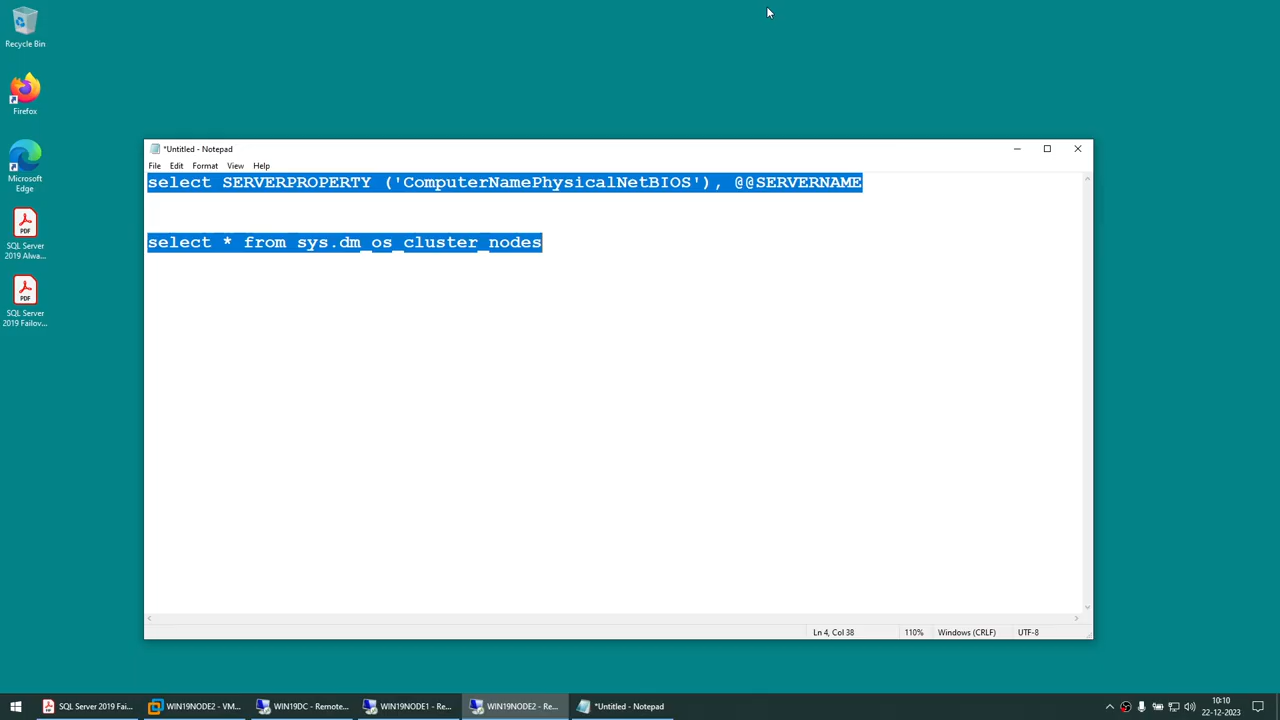 Recycle Bin
Firefox
Microsoft
Edge
PDF
SQL Server
2019 Alwa...
PDF
SQL Server
2019 Failov...
*Untitled - Notepad
File Edit Format View Help
select SERVERPROPERTY ('ComputerNamePhysicalNetBIOS'), @@SERVERNAME
select * from sys.dm_os_cluster_nodes
Ln 4, Col 38 110% Windows (CRLF) UTF-8
SQL Server 2019 Fai... WIN19NODE2 - VM... WIN19DC - Remote... WIN19NODE1 - Re... WIN19NODE2 - Re... *Untitled - Notepad
10:10
22-12-2023